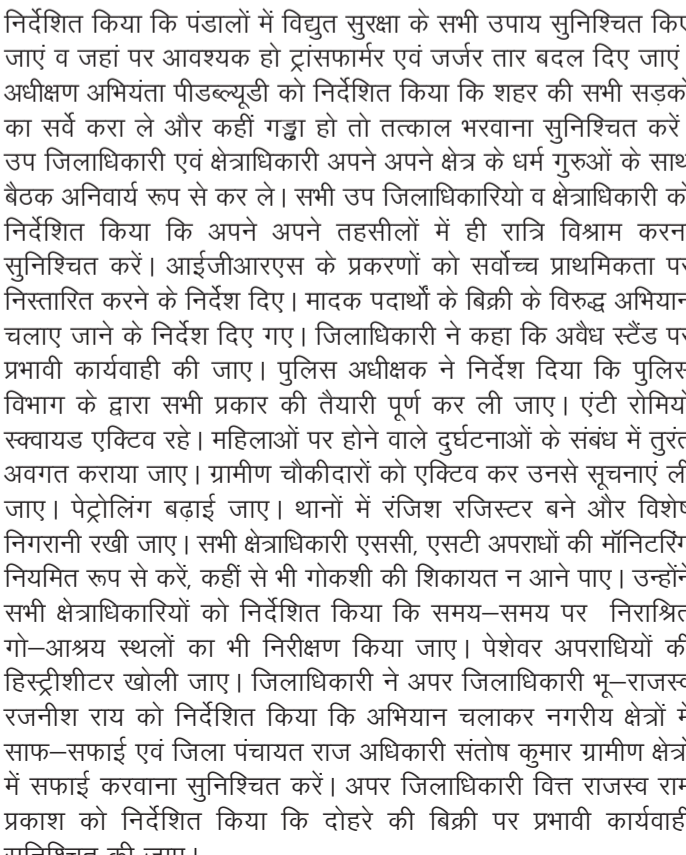 निर्देशित किया कि पंडालों में विद्युत सुरक्षा के सभी उपाय सुनिश्चित किए
जाएं व जहां पर आवश्यक हो ट्रांसफार्मर एवं जर्जर तार बदल दिए जाएं
अधीक्षण अभियंता पीडब्ल्यूडी को निर्देशित किया कि शहर की सभी सड़कों
का सर्वे करा ले और कहीं गड्ढा हो तो तत्काल भरवाना सुनिश्चित करें
उप जिलाधिकारी एवं क्षेत्राधिकारी अपने अपने क्षेत्र के धर्म गुरुओं के साथ
बैठक अनिवार्य रूप से कर ले। सभी उप जिलाधिकारियो व क्षेत्राधिकारी को
निर्देशित किया कि अपने अपने तहसीलों में ही रात्रि विश्राम करना
सुनिश्चित करें। आईजीआरएस के प्रकरणों को सर्वोच्च प्राथमिकता पर
निस्तारित करने के निर्देश दिए। मादक पदार्थों के बिक्री के विरुद्ध अभियान
चलाए जाने के निर्देश दिए गए। जिलाधिकारी ने कहा कि अवैध स्टैंड पर
प्रभावी कार्यवाही की जाए। पुलिस अधीक्षक ने निर्देश दिया कि पुलिस
विभाग के द्वारा सभी प्रकार की तैयारी पूर्ण कर ली जाए। एंटी रोमियो
स्क्वायड एक्टिव रहे। महिलाओं पर होने वाले दुर्घटनाओं के संबंध में तुरंत
अवगत कराया जाए। ग्रामीण चौकीदारों को एक्टिव कर उनसे सूचनाएं ली
जाए। पेट्रोलिंग बढ़ाई जाए। थानों में रंजिश रजिस्टर बने और विशेष
निगरानी रखी जाए। सभी क्षेत्राधिकारी एससी, एसटी अपराधों की मॉनिटरिंग
नियमित रूप से करें, कहीं से भी गोकशी की शिकायत न आने पाए। उन्होंने
सभी क्षेत्राधिकारियों को निर्देशित किया कि समय–समय पर निराश्रित
गो–आश्रय स्थलों का भी निरीक्षण किया जाए। पेशेवर अपराधियों की
हिस्ट्रीशीटर खोली जाए। जिलाधिकारी ने अपर जिलाधिकारी भू–राजस्व
रजनीश राय को निर्देशित किया कि अभियान चलाकर नगरीय क्षेत्रों में
साफ–सफाई एवं जिला पंचायत राज अधिकारी संतोष कुमार ग्रामीण क्षेत्रों
में सफाई करवाना सुनिश्चित करें। अपर जिलाधिकारी वित्त राजस्व राम
प्रकाश को निर्देशित किया कि दोहरे की बिक्री पर प्रभावी कार्यवाही
सुनिश्चित की जाए।